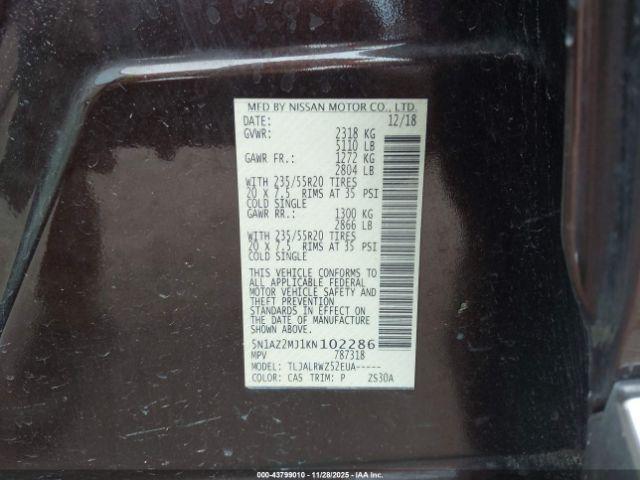 MFD BY NISSAN MOTOR CO., LTD.
DATE: 12/18
GVWR: 2318 KG
5110 LB
GAWR FR.: 1272 KG
2804 LB
WITH 235/55R20 TIRES
20 X 7.5 RIMS AT 35 PSI
COLD SINGLE
GAWR RR.: 1300 KG
2866 LB
WITH 235/55R20 TIRES
20 X 7.5 RIMS AT 35 PSI
COLD SINGLE
THIS VEHICLE CONFORMS TO
ALL APPLICABLE FEDERAL
MOTOR VEHICLE SAFETY AND
THEFT PREVENTION
STANDARDS IN EFFECT ON
THE DATE OF MANUFACTURE
SHOWN ABOVE.
5N1AZ2MJ1KN102286
MPV 787318
MODEL: TLJALRWZ52EUA-----
COLOR: CAS TRIM: P ZS30A
000-43799010 | 11/28/2025 - IAA Inc.